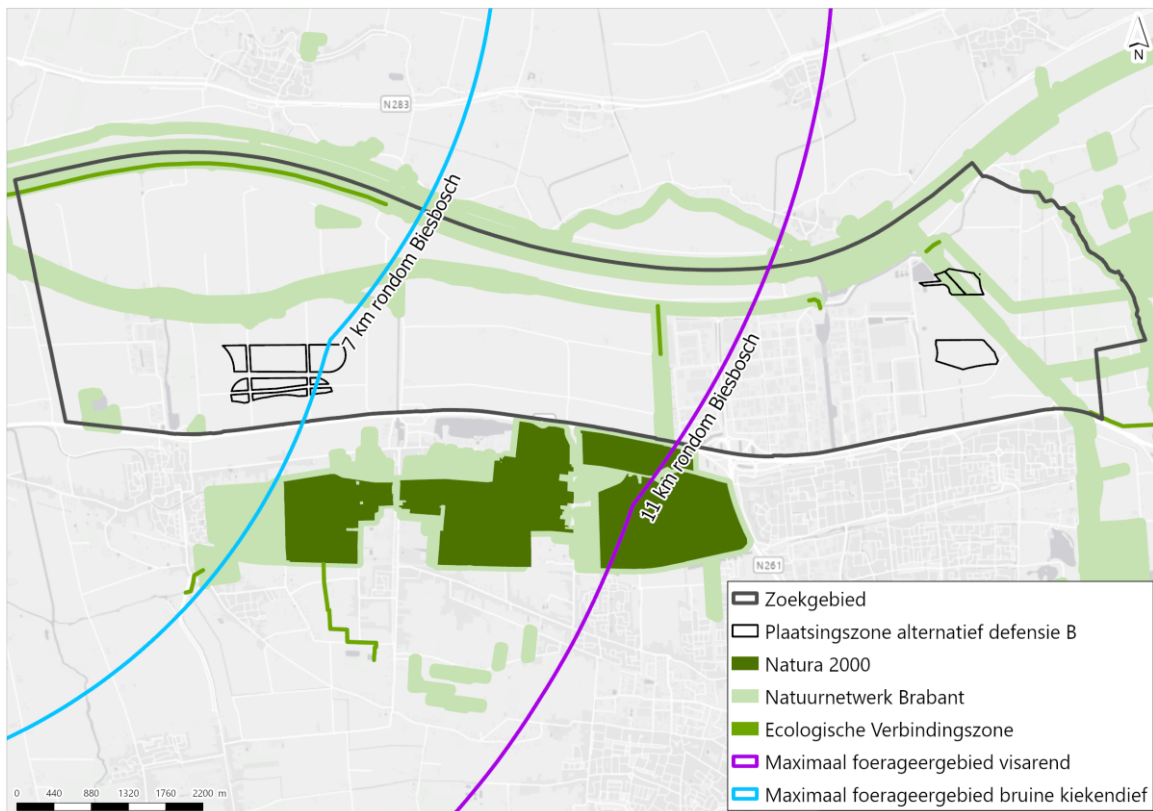 N
N283
7 km rondom Biesbosch
11 km rondom Biesbosch
N261
Zoekgebied
Plaatsingszone alternatief defensie B
Natura 2000
Natuurnetwerk Brabant
Ecologische Verbindingszone
Maximaal foerageergebied visarend
Maximaal foerageergebied bruine kiekendief
0 440 880 1320 1760 2200 m